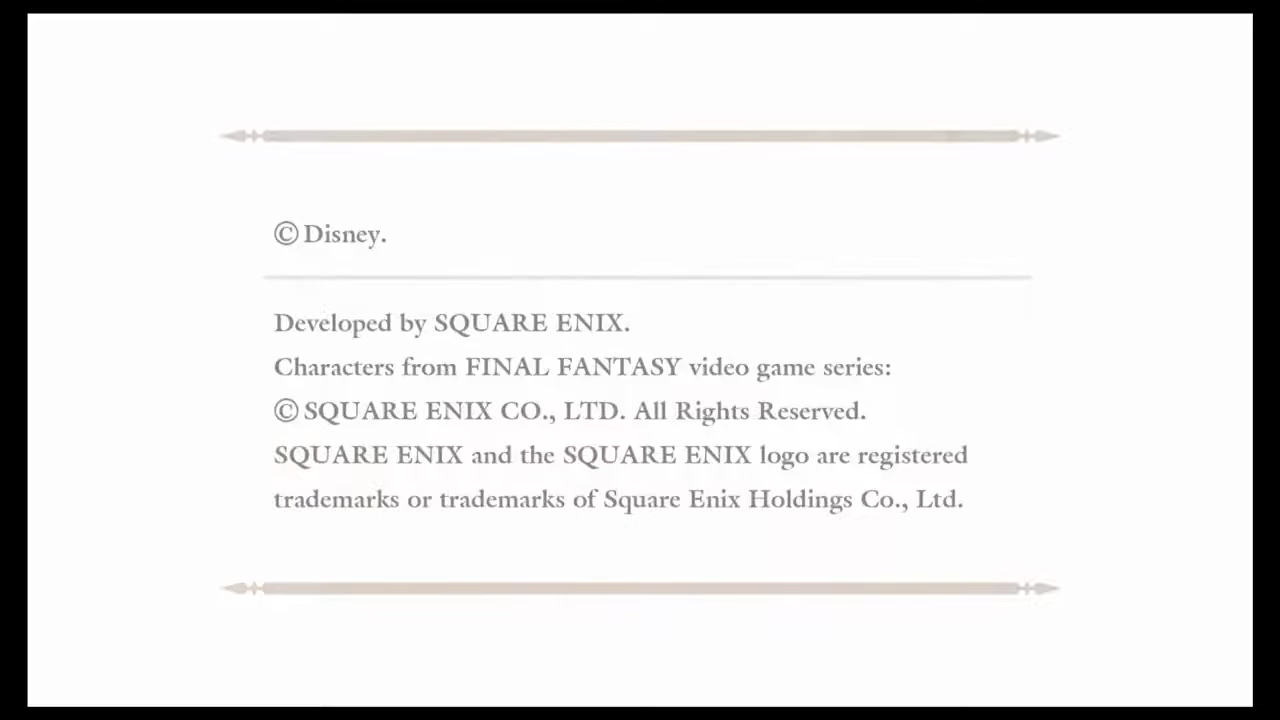 © Disney.
Developed by SQUARE ENIX.
Characters from FINAL FANTASY video game series:
© SQUARE ENIX CO., LTD. All Rights Reserved.
SQUARE ENIX and the SQUARE ENIX logo are registered
trademarks or trademarks of Square Enix Holdings Co., Ltd.